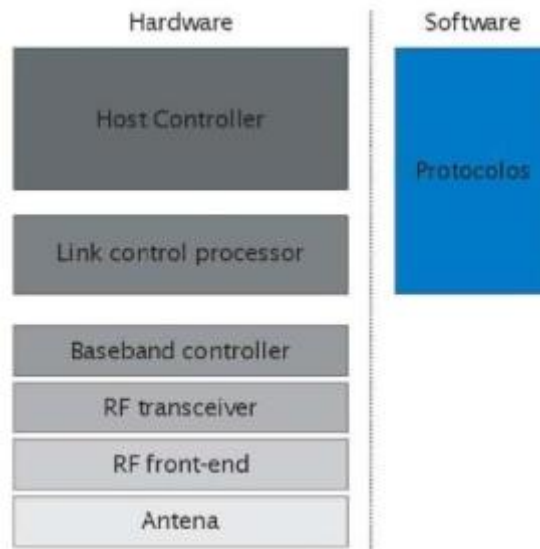 Hardware
Software
Host Controller
Protocolos
Link control processor
Baseband controller
RF transceiver
RF front-end
Antena